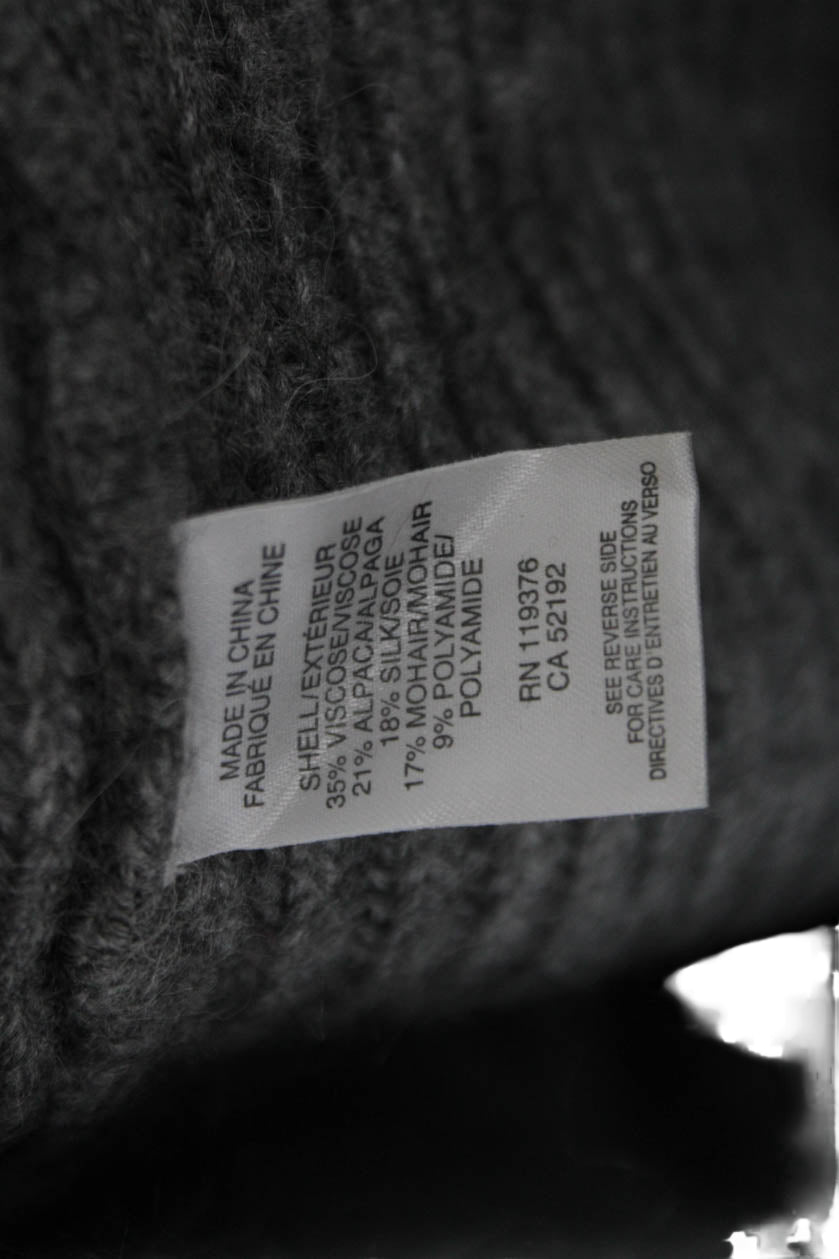 MADE IN CHINA
FABRIQUÉ EN CHINE
SHELL/EXTÉRIEUR
35% VISCOSE/VISCOSE
21% ALPACA/ALPAGA
18% SILK/SOIE
17% MOHAIR/MOHAIR
9% POLYAMIDE/
POLYAMIDE
RN 119376
CA 52192
SEE REVERSE SIDE
FOR CARE INSTRUCTIONS
DIRECTIVES D'ENTRETIEN AU VERSO